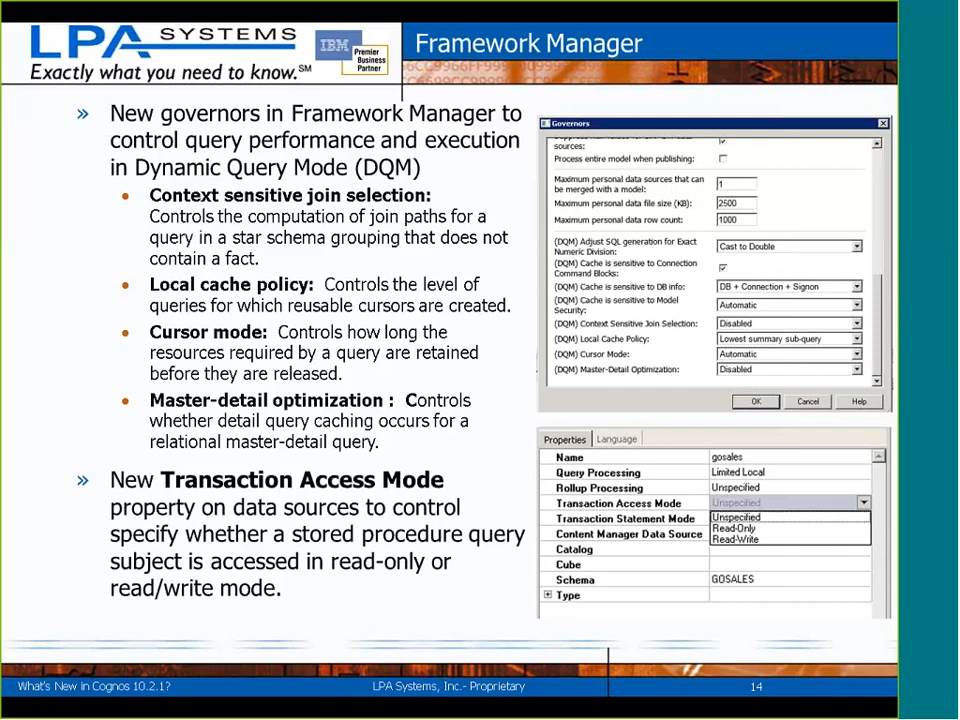 LPA SYSTEMS
Exactly what you need to know.℠
IBM
Premier
Business
Partner
Framework Manager
» New governors in Framework Manager to
control query performance and execution
in Dynamic Query Mode (DQM)
• Context sensitive join selection:
Controls the computation of join paths for a
query in a star schema grouping that does not
contain a fact.
• Local cache policy: Controls the level of
queries for which reusable cursors are created.
• Cursor mode: Controls how long the
resources required by a query are retained
before they are released.
• Master-detail optimization : Controls
whether detail query caching occurs for a
relational master-detail query.
» New Transaction Access Mode
property on data sources to control
specify whether a stored procedure query
subject is accessed in read-only or
read/write mode.
Governors
sources:
Process entire model when publishing:
Maximum personal data sources that can
be merged with a model: 1
Maximum personal data file size (KB): 2500
Maximum personal data row count: 1000
(DQM) Adjust SQL generation for Exact
Numeric Division: Cast to Double
(DQM) Cache is sensitive to Connection
Command Blocks:
(DQM) Cache is sensitive to DB info: DB + Connection + Signon
(DQM) Cache is sensitive to Model
Security: Automatic
(DQM) Context Sensitive Join Selection: Disabled
(DQM) Local Cache Policy: Lowest summary sub-query
(DQM) Cursor Mode: Automatic
(DQM) Master-Detail Optimization: Disabled
OK Cancel Help
Properties Language
Name gosales
Query Processing Limited Local
Rollup Processing Unspecified
Transaction Access Mode Unspecified
Unspecified
Transaction Statement Mode
Read-Only
Content Manager Data Source Read-Write
Catalog
Cube
Schema GOSALES
Type
What's New in Cognos 10.2.1? LPA Systems, Inc.- Proprietary 14